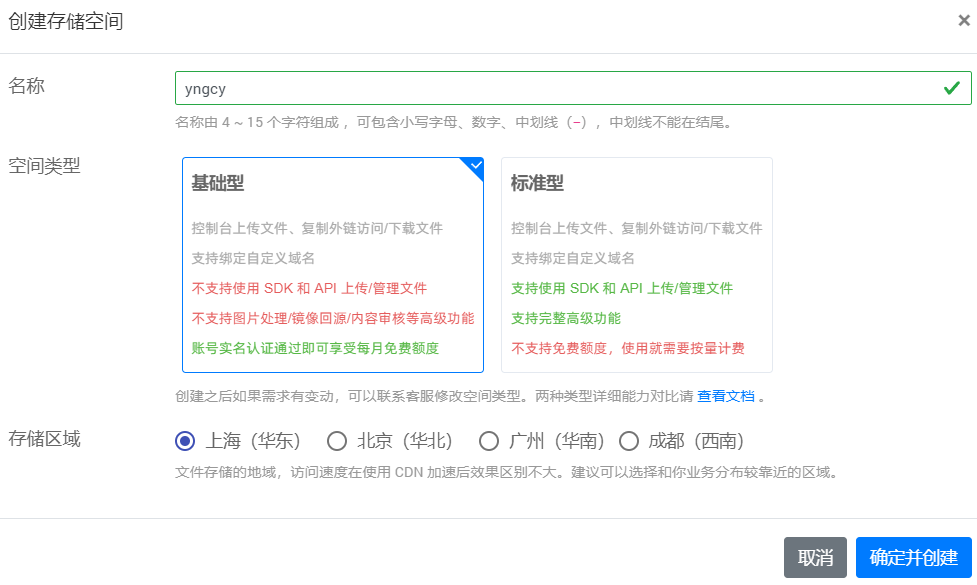 创建存储空间 ×
名称
yngcy
名称由 4 ~ 15 个字符组成 ，可包含小写字母、数字、中划线（-），中划线不能在结尾。
空间类型
基础型
控制台上传文件、复制外链访问/下载文件
支持绑定自定义域名
不支持使用 SDK 和 API 上传/管理文件
不支持图片处理/镜像回源/内容审核等高级功能
账号实名认证通过即可享受每月免费额度
标准型
控制台上传文件、复制外链访问/下载文件
支持绑定自定义域名
支持使用 SDK 和 API 上传/管理文件
支持完整高级功能
不支持免费额度，使用就需要按量计费
创建之后如果需求有变动，可以联系客服修改空间类型。两种类型详细能力对比请 查看文档 。
存储区域
上海（华东） 北京（华北） 广州（华南） 成都（西南）
文件存储的地域，访问速度在使用 CDN 加速后效果区别不大。建议可以选择和你业务分布较靠近的区域。
取消 确定并创建